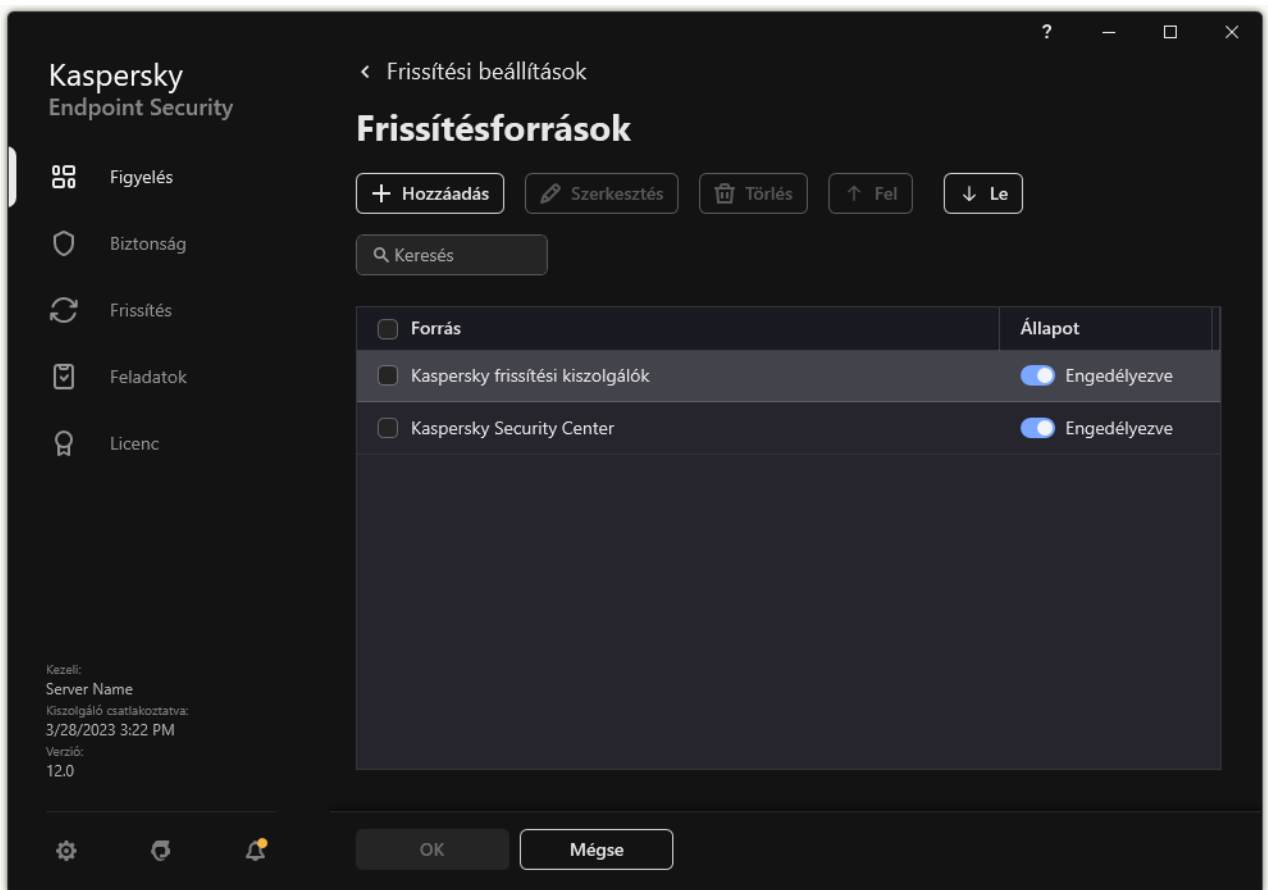 ?
Kaspersky
Endpoint Security
Figyelés
Biztonság
Frissítés
Feladatok
Licenc
Kezeli:
Server Name
Kiszolgáló csatlakoztatva:
3/28/2023 3:22 PM
Verzió:
12.0
Frissítési beállítások
Frissítésforrások
Hozzáadás Szerkesztés Törlés Fel Le
Keresés
Forrás Állapot
Kaspersky frissítési kiszolgálók Engedélyezve
Kaspersky Security Center Engedélyezve
OK Mégse